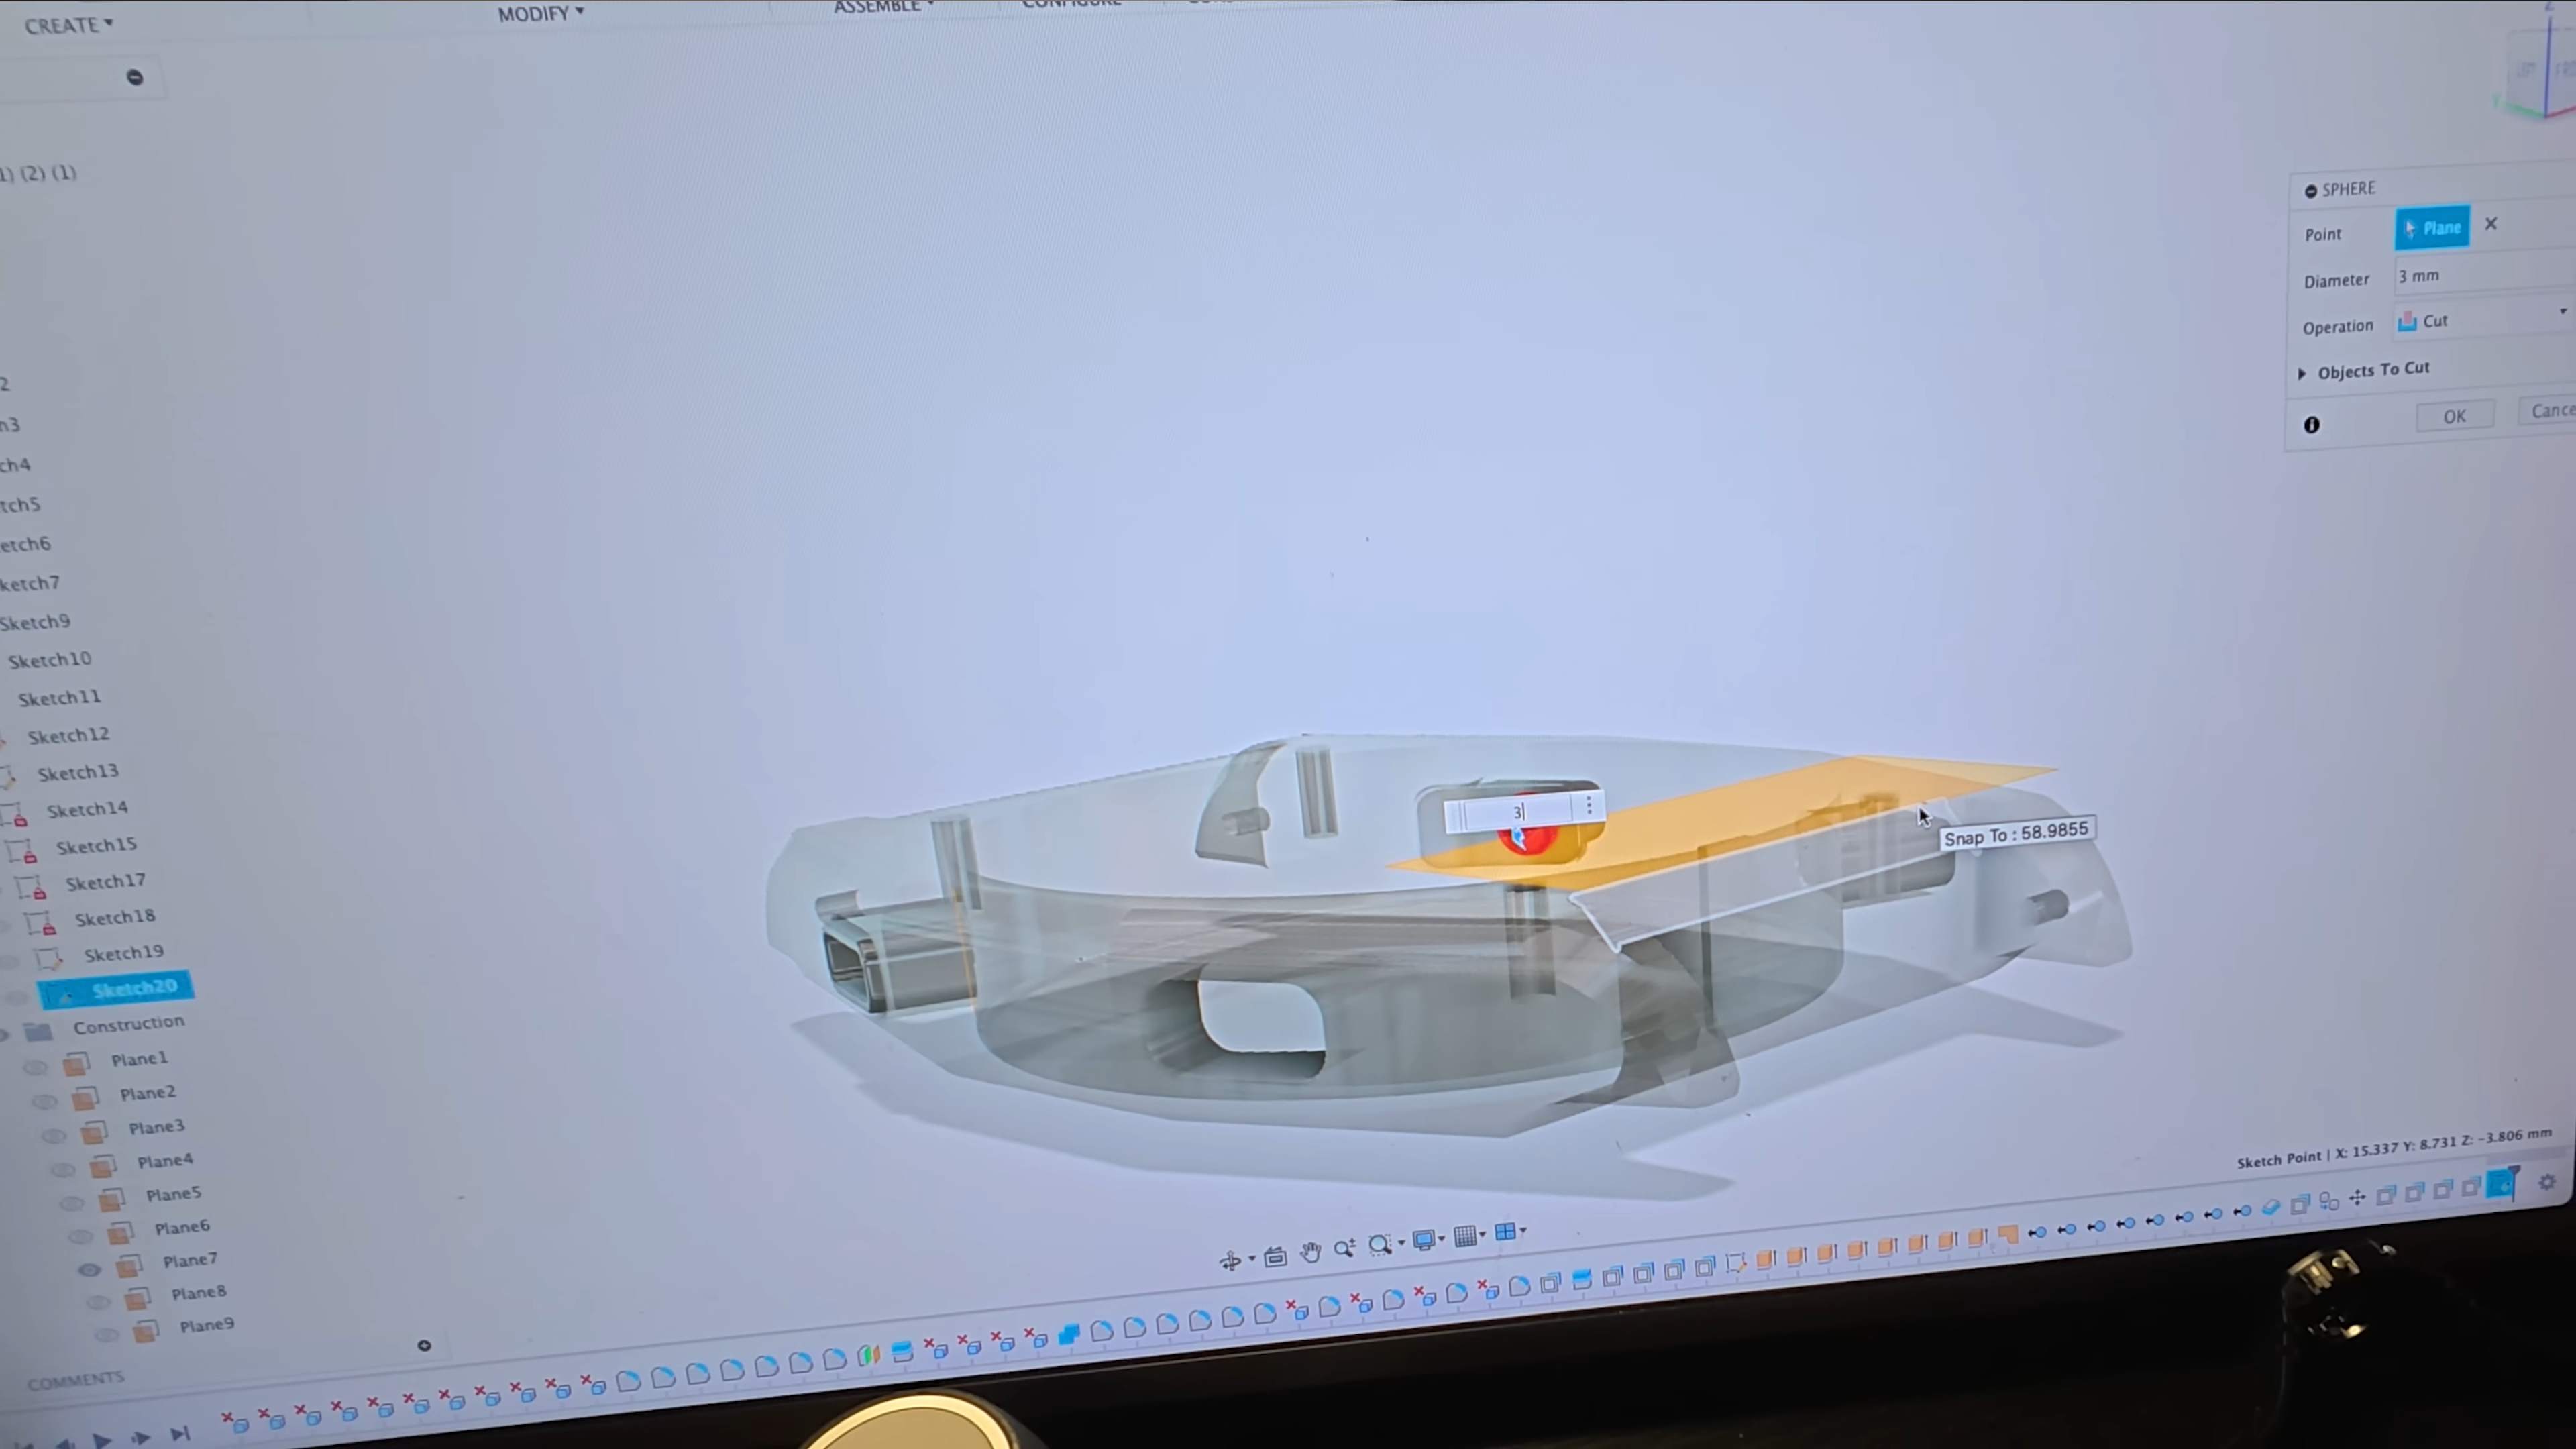 CREATE ▾
MODIFY ▾
ASSEMBLE
CONFIGURE
1) (2) (1)
2
h3
ch4
tch5
etch6
ketch7
Sketch9
Sketch10
Sketch11
Sketch12
Sketch13
Sketch14
Sketch15
Sketch17
Sketch18
Sketch19
Sketch20
Construction
Plane1
Plane2
Plane3
Plane4
Plane5
Plane6
Plane7
Plane8
Plane9
COMMENTS
Z
Y
SPHERE
Point Plane
Diameter 3 mm
Operation Cut
Objects To Cut
OK Cance
3
Snap To : 58.9855
Sketch Point | X: 15.337 Y: 8.731 Z: -3.806 mm